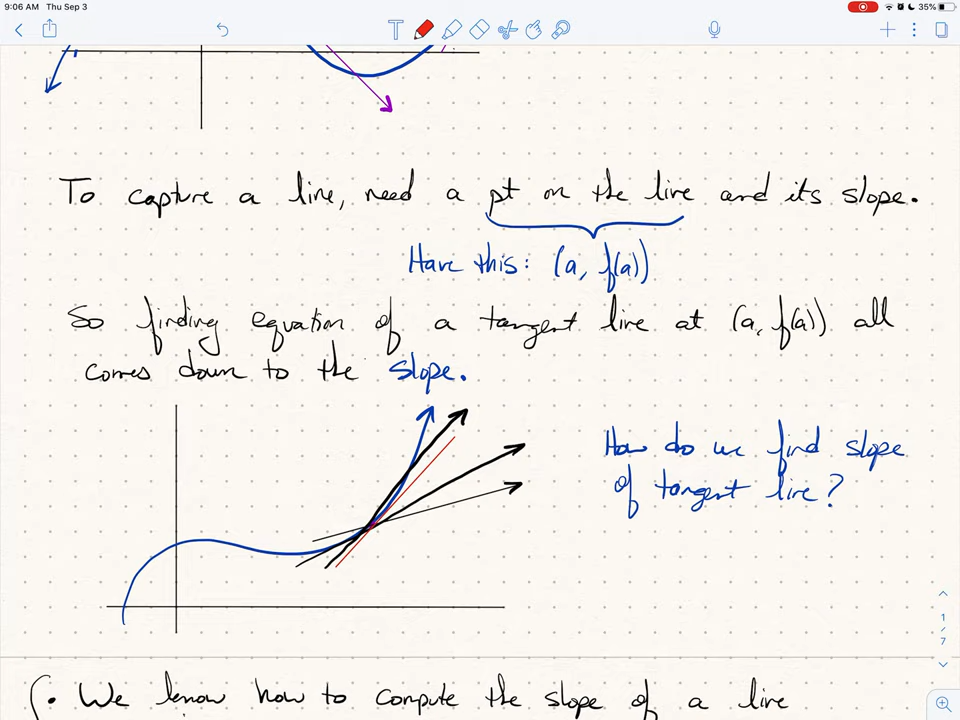 9:06 AM Thu Sep 3
35%
T
To capture a line, need a pt on the line and its slope.
Have this: (a, f(a))
So finding equation of a tangent line at (a, f(a)) all
comes down to the slope.
How do we find slope
of tangent line?
1
/
7
(• We know how to compute the slope of a line